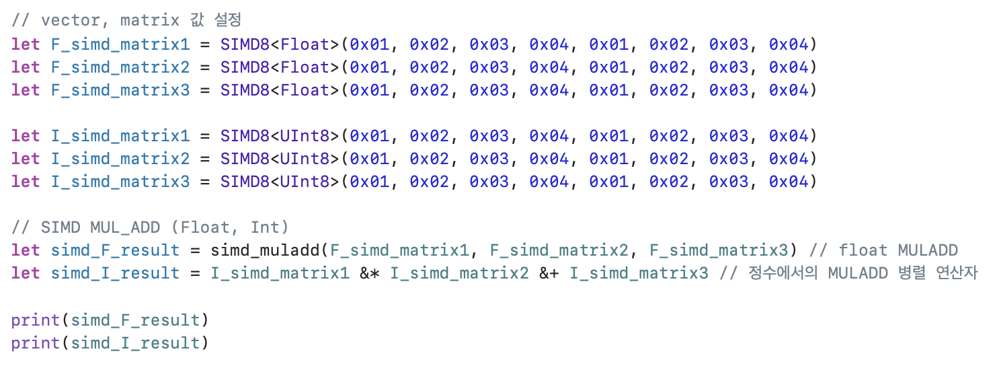 // vector, matrix 값 설정
let F_simd_matrix1 = SIMD8<Float>(0x01, 0x02, 0x03, 0x04, 0x01, 0x02, 0x03, 0x04)
let F_simd_matrix2 = SIMD8<Float>(0x01, 0x02, 0x03, 0x04, 0x01, 0x02, 0x03, 0x04)
let F_simd_matrix3 = SIMD8<Float>(0x01, 0x02, 0x03, 0x04, 0x01, 0x02, 0x03, 0x04)
let I_simd_matrix1 = SIMD8<UInt8>(0x01, 0x02, 0x03, 0x04, 0x01, 0x02, 0x03, 0x04)
let I_simd_matrix2 = SIMD8<UInt8>(0x01, 0x02, 0x03, 0x04, 0x01, 0x02, 0x03, 0x04)
let I_simd_matrix3 = SIMD8<UInt8>(0x01, 0x02, 0x03, 0x04, 0x01, 0x02, 0x03, 0x04)
// SIMD MUL_ADD (Float, Int)
let simd_F_result = simd_muladd(F_simd_matrix1, F_simd_matrix2, F_simd_matrix3) // float MULADD
let simd_I_result = I_simd_matrix1 &* I_simd_matrix2 &+ I_simd_matrix3 // 정수에서의 MULADD 병렬 연산자
print(simd_F_result)
print(simd_I_result)